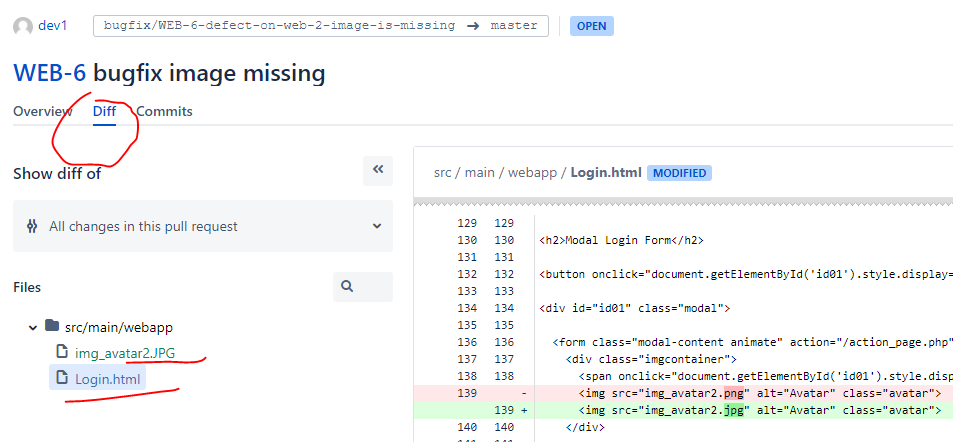 dev1 bugfix/WEB-6-defect-on-web-2-image-is-missing → master OPEN
WEB-6 bugfix image missing
Overview Diff Commits
Show diff of
All changes in this pull request
Files
src/main/webapp
img_avatar2.JPG
Login.html
src / main / webapp / Login.html MODIFIED
129 129
130 130 <h2>Modal Login Form</h2>
131 131
132 132 <button onclick="document.getElementById('id01').style.display=
133 133
134 134 <div id="id01" class="modal">
135 135
136 136 <form class="modal-content animate" action="/action_page.php"
137 137 <div class="imgcontainer">
138 138 <span onclick="document.getElementById('id01').style.disp
139 - <img src="img_avatar2.png" alt="Avatar" class="avatar">
139 + <img src="img_avatar2.jpg" alt="Avatar" class="avatar">
140 140 </div>
141 141